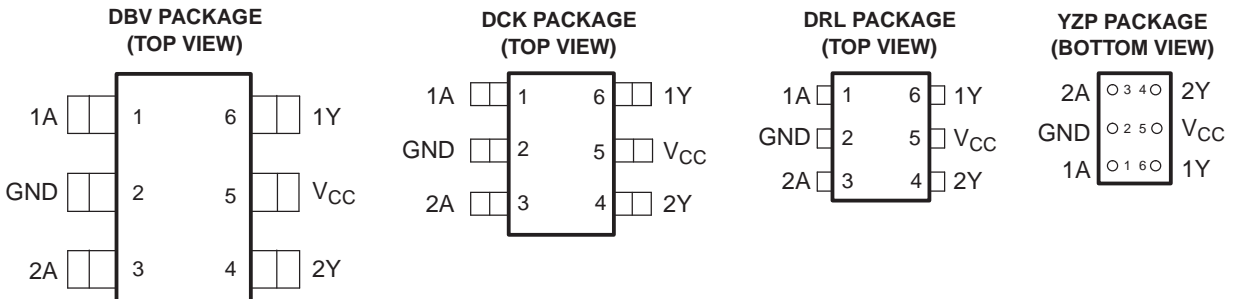 DBV PACKAGE
(TOP VIEW)
1A 1 6 1Y
GND 2 5 VCC
2A 3 4 2Y
DCK PACKAGE
(TOP VIEW)
1A 1 6 1Y
GND 2 5 VCC
2A 3 4 2Y
DRL PACKAGE
(TOP VIEW)
1A 1 6 1Y
GND 2 5 VCC
2A 3 4 2Y
YZP PACKAGE
(BOTTOM VIEW)
2A 3 4 2Y
GND 2 5 VCC
1A 1 6 1Y